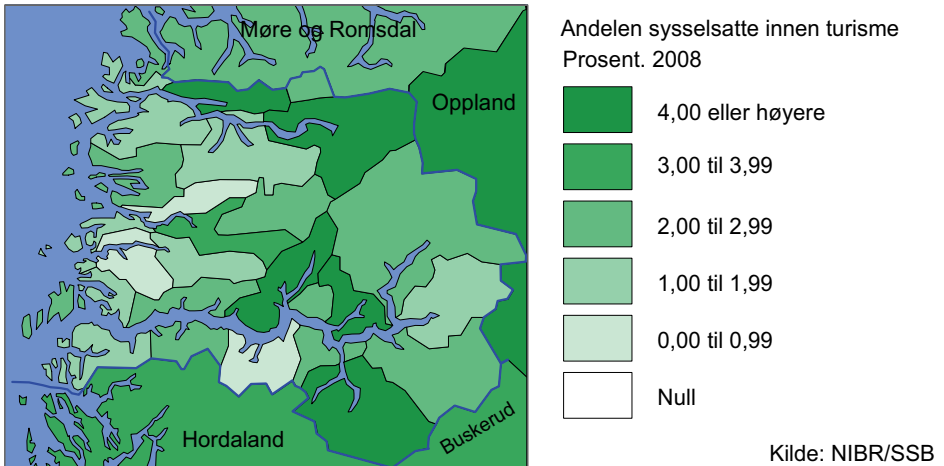 Møre og Romsdal
Oppland
Hordaland
Buskerud
Andelen sysselsatte innen turisme
Prosent. 2008
4,00 eller høyere
3,00 til 3,99
2,00 til 2,99
1,00 til 1,99
0,00 til 0,99
Null
Kilde: NIBR/SSB